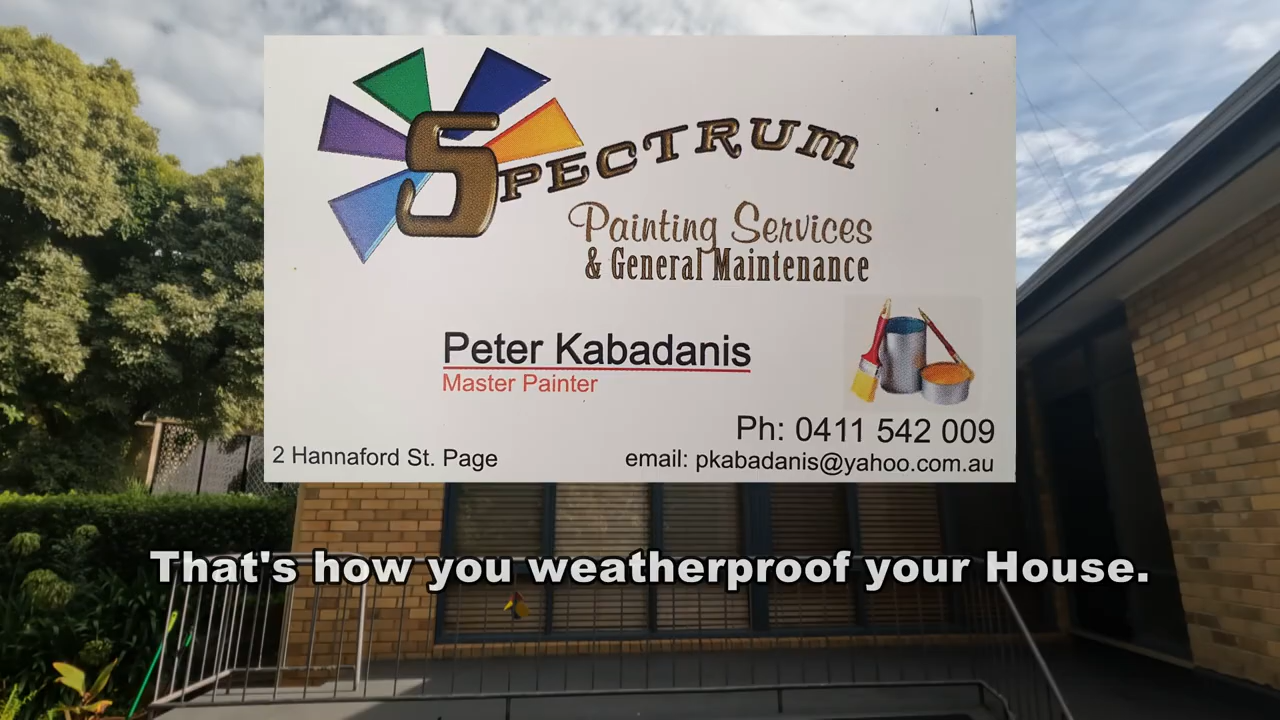 SPECTRUM
Painting Services
& General Maintenance
Peter Kabadanis
Master Painter
Ph: 0411 542 009
2 Hannaford St. Page
email: pkabadanis@yahoo.com.au
That's how you weatherproof your House.